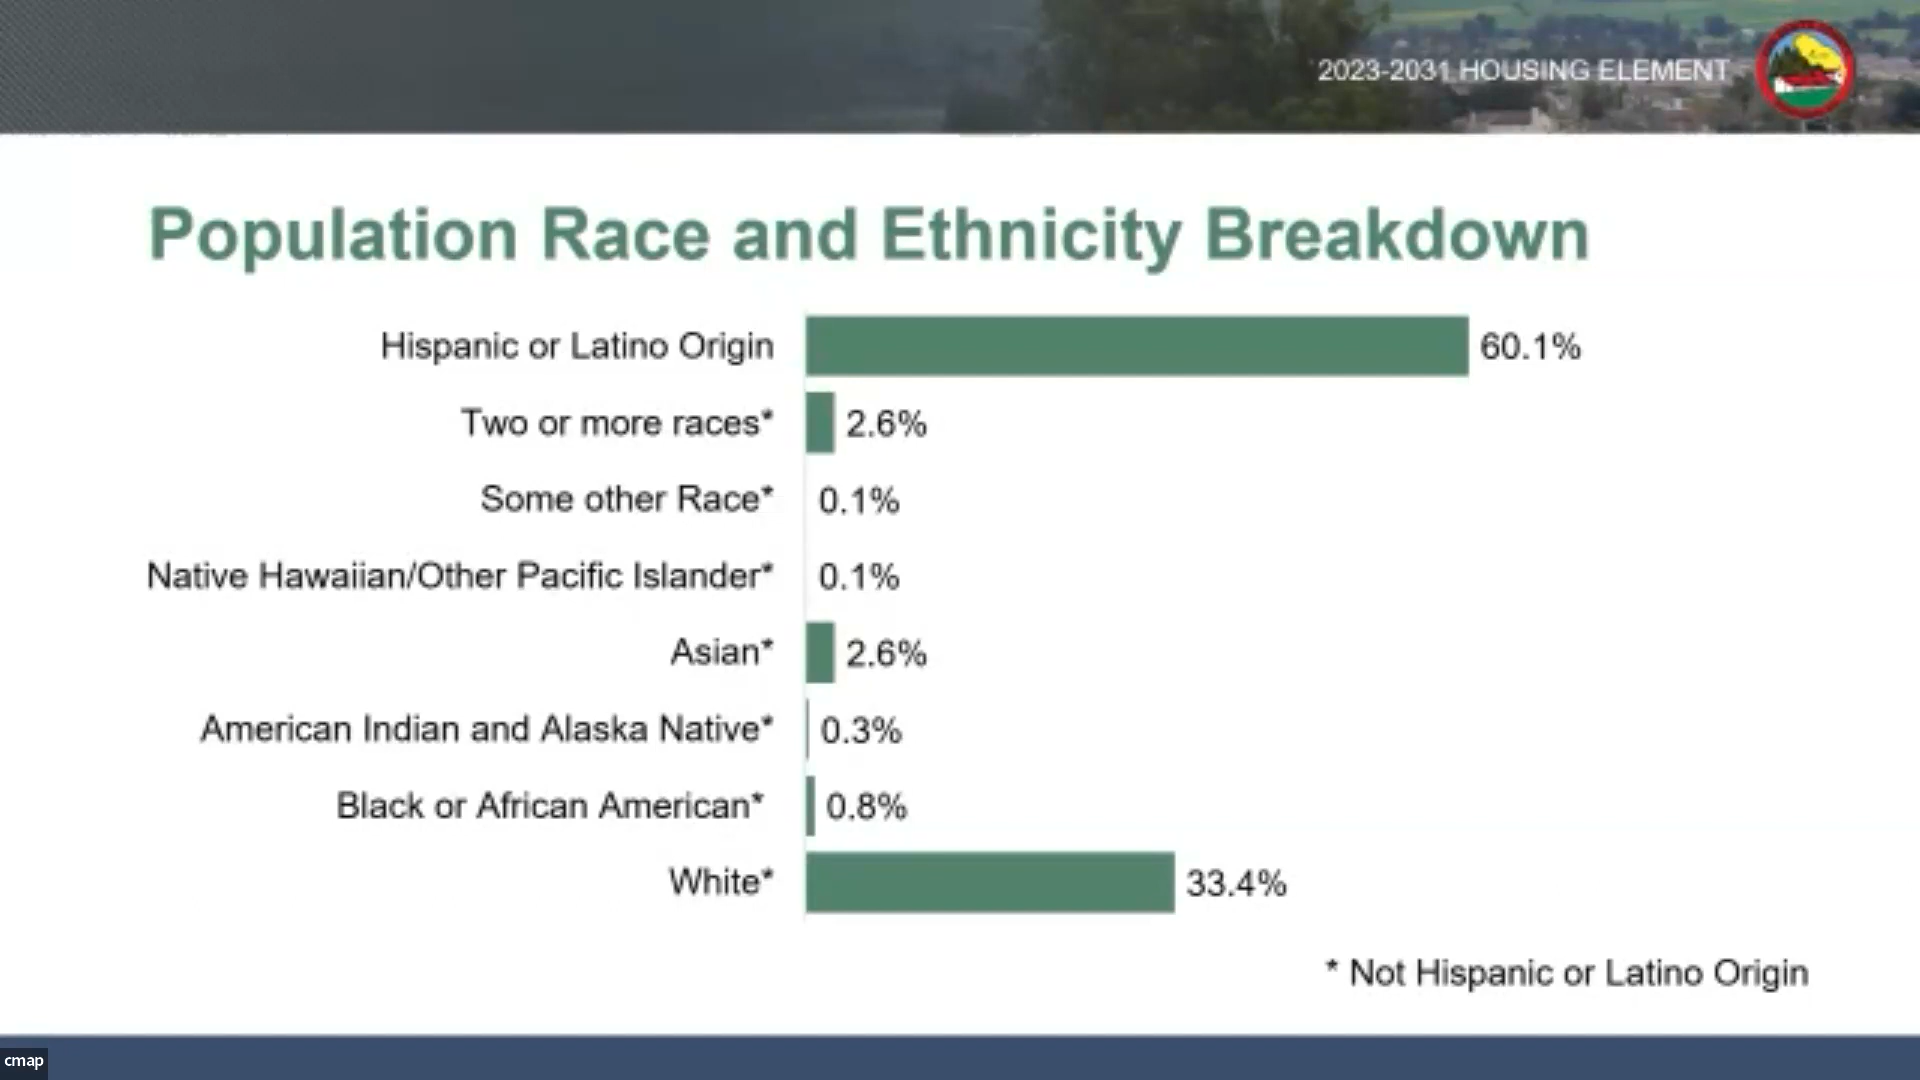 2023-2031 HOUSING ELEMENT
Population Race and Ethnicity Breakdown
Hispanic or Latino Origin 60.1%
Two or more races* 2.6%
Some other Race* 0.1%
Native Hawaiian/Other Pacific Islander* 0.1%
Asian* 2.6%
American Indian and Alaska Native* 0.3%
Black or African American* 0.8%
White* 33.4%
* Not Hispanic or Latino Origin
cmap